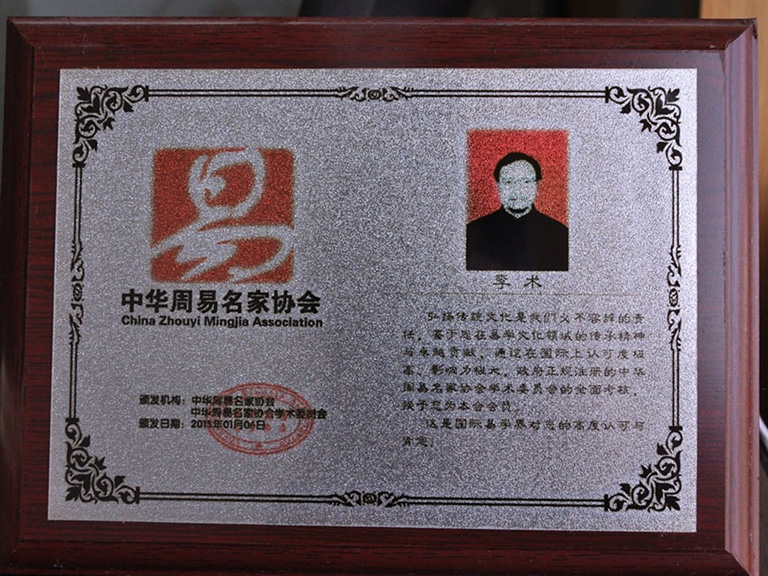 中华周易名家协会
China Zhouyi Mingjia Association
颁发机构：中华周易名家协会
中华周易名家协会学术委员会
颁发日期：2015年01月06日
李 术
弘扬传统文化是我们义不容辞的责
任，基于您在易学文化领域的传承精神
与卓越贡献，通过在国际上认可度极
高，影响力极大，政府正规注册的中华
周易名家协会学术委员会的全面考核，
授予您为本会会员。
这是国际易学界对您的高度认可与
肯定！